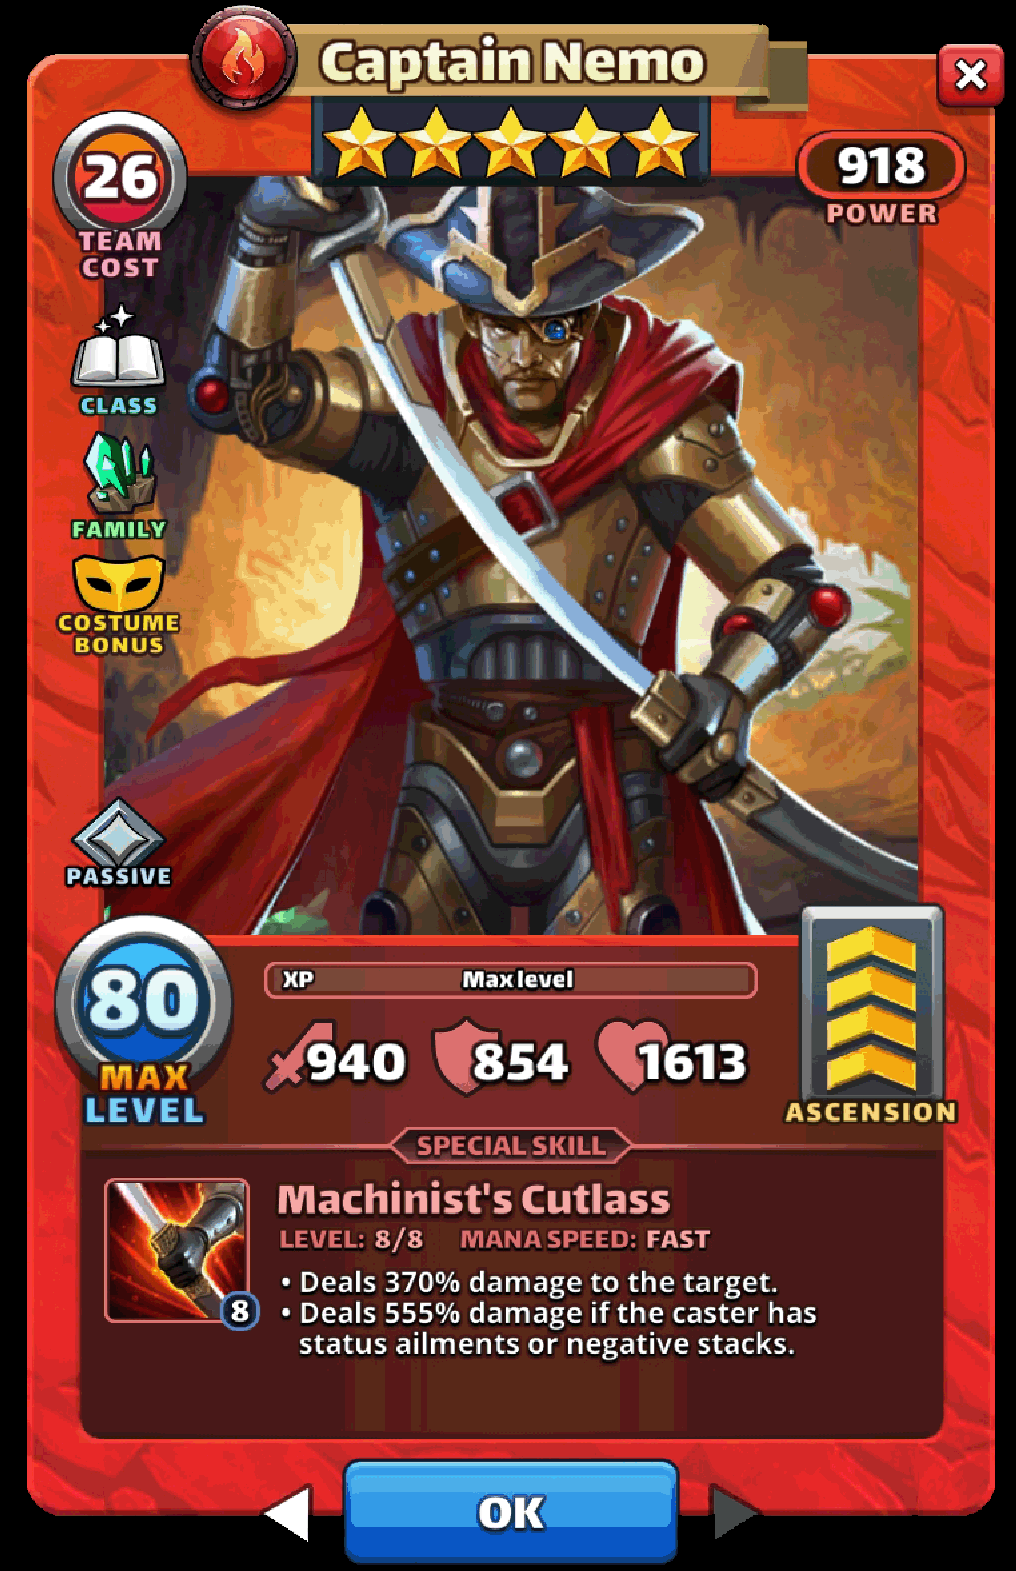 Captain Nemo
26
TEAM
COST
918
POWER
CLASS
FAMILY
COSTUME
BONUS
PASSIVE
80
MAX
LEVEL
XP
Max level
940
854
1613
ASCENSION
SPECIAL SKILL
8
Machinist's Cutlass
LEVEL: 8/8 MANA SPEED: FAST
• Deals 370% damage to the target.
• Deals 555% damage if the caster has
status ailments or negative stacks.
OK